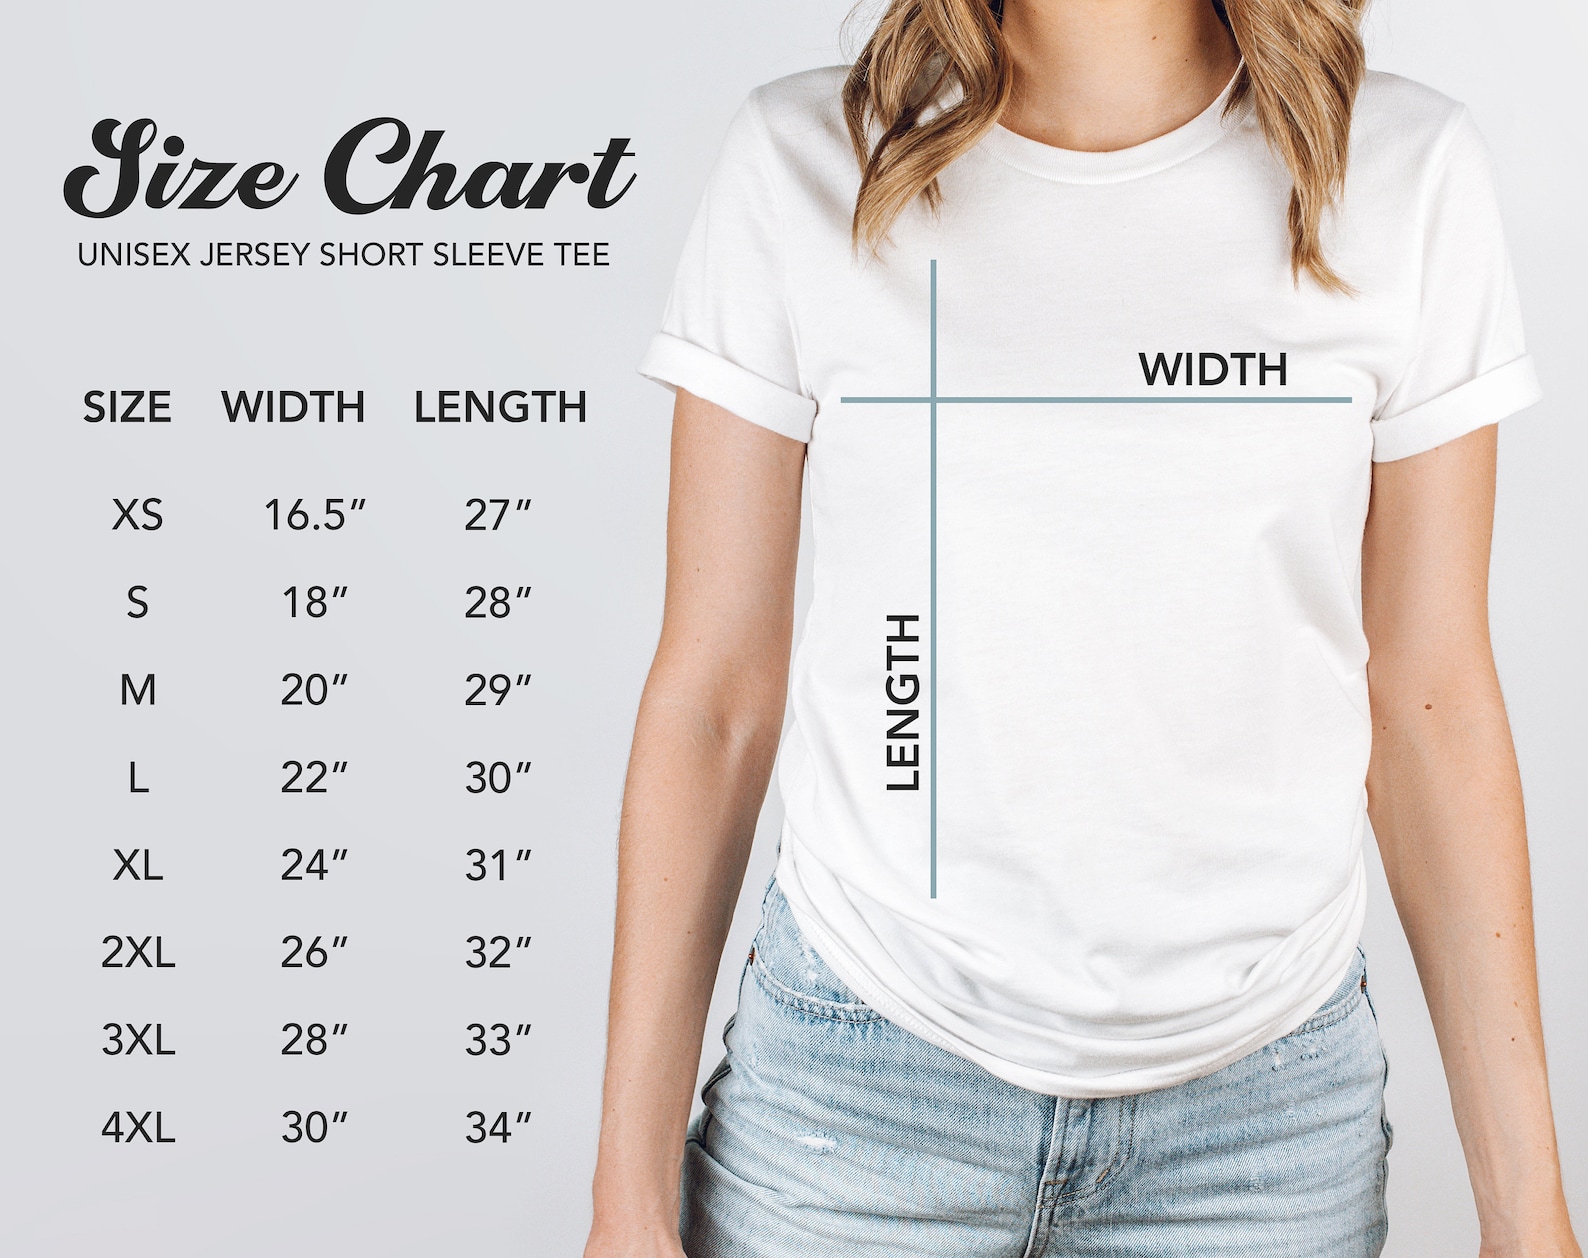 Size Chart
UNISEX JERSEY SHORT SLEEVE TEE
SIZE WIDTH LENGTH
XS 16.5” 27”
S 18” 28”
M 20” 29”
L 22” 30”
XL 24” 31”
2XL 26” 32”
3XL 28” 33”
4XL 30” 34”
WIDTH
LENGTH